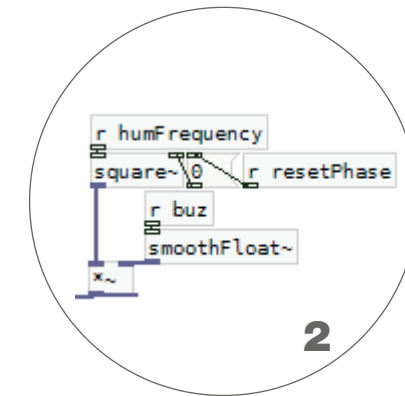 r humFrequency
square~ 0 r resetPhase
r buz
smoothFloat~
*~
2